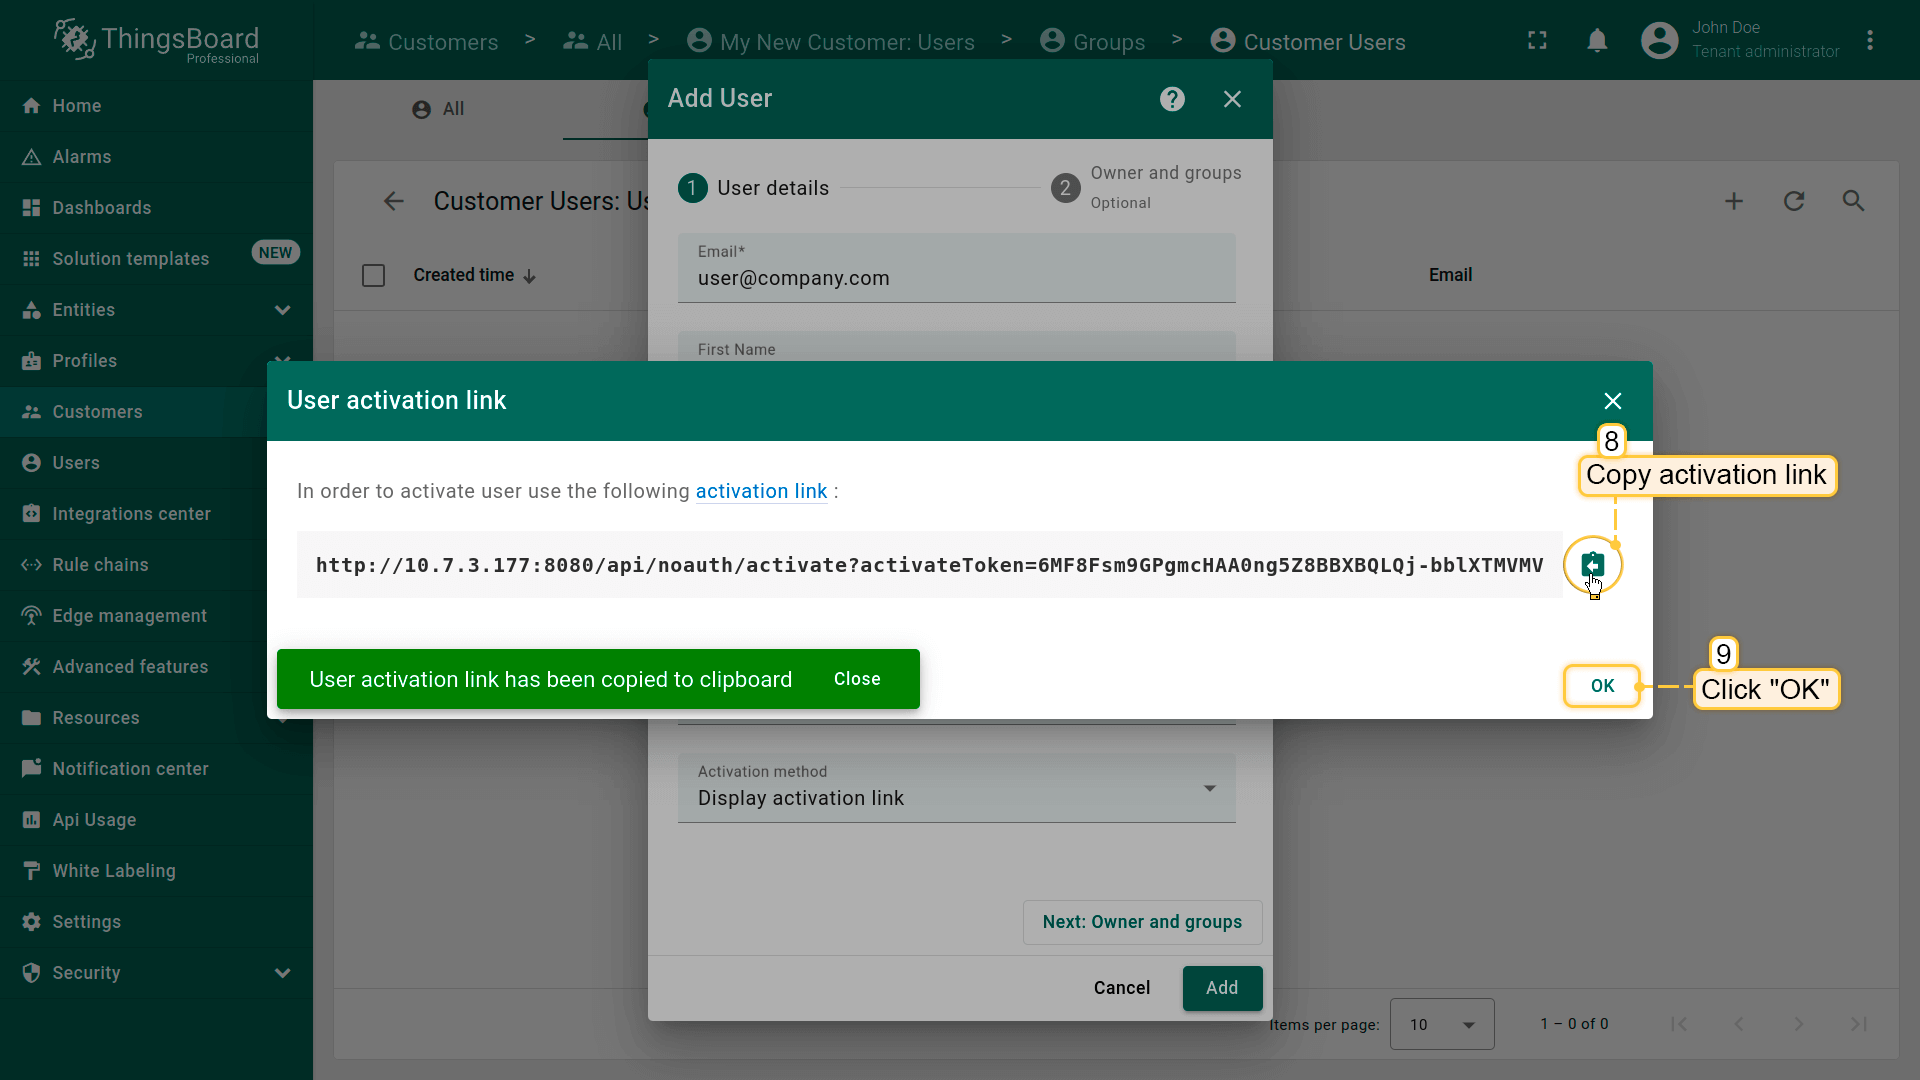 ThingsBoard
Professional
Customers > All > My New Customer: Users > Groups > Customer Users
John Doe
Tenant administrator
Home
Alarms
Dashboards
Solution templates NEW
Entities
Profiles
Customers
Users
Integrations center
Rule chains
Edge management
Advanced features
Resources
Notification center
Api Usage
White Labeling
Settings
Security
All
Customer Users: Us
Created time
Email
Add User
1 User details
2 Owner and groups
Optional
Email*
user@company.com
First Name
User activation link
In order to activate user use the following activation link :
http://10.7.3.177:8080/api/noauth/activate?activateToken=6MF8Fsm9GPgmcHAA0ng5Z8BBXBQLQj-bblXTMVMV
8
Copy activation link
User activation link has been copied to clipboard Close
OK
9
Click "OK"
Activation method
Display activation link
Next: Owner and groups
Cancel
Add
Items per page: 10 1 – 0 of 0